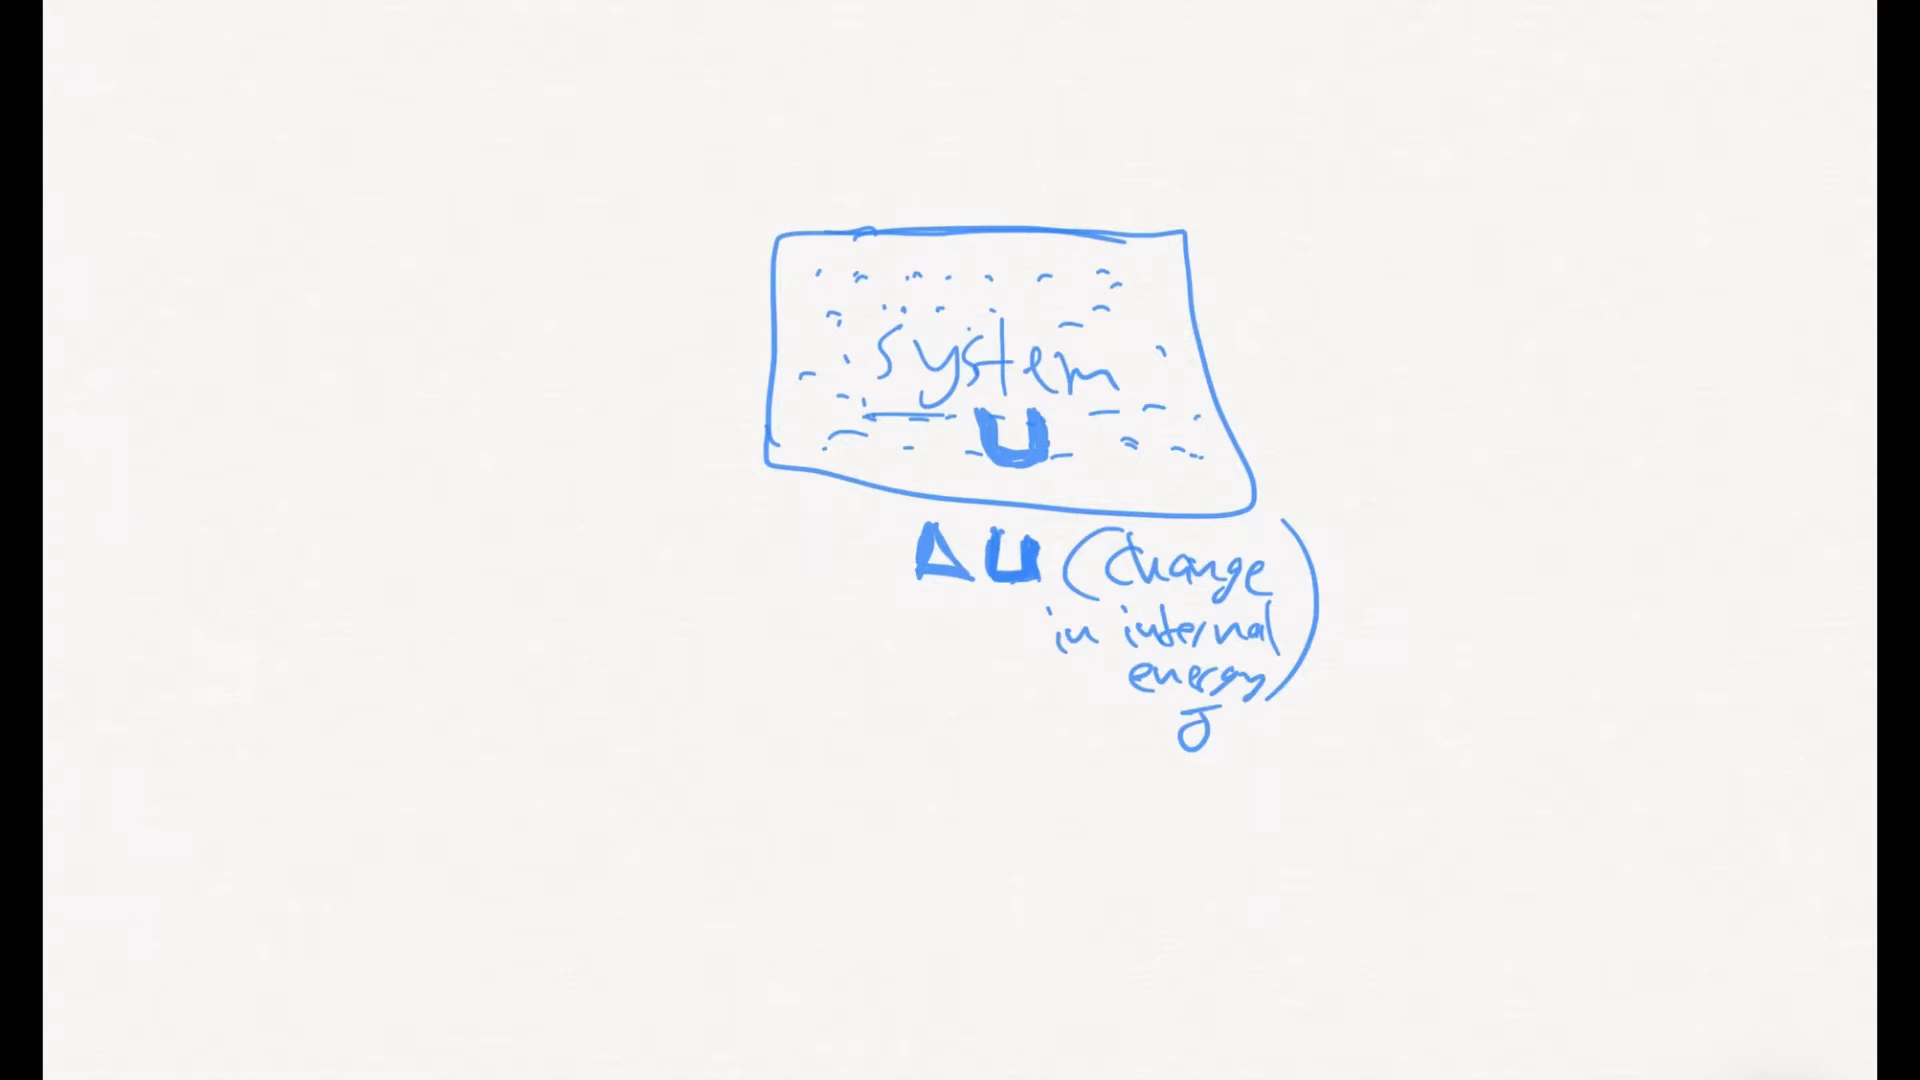 system
U
ΔU (change
in internal
energy)
J